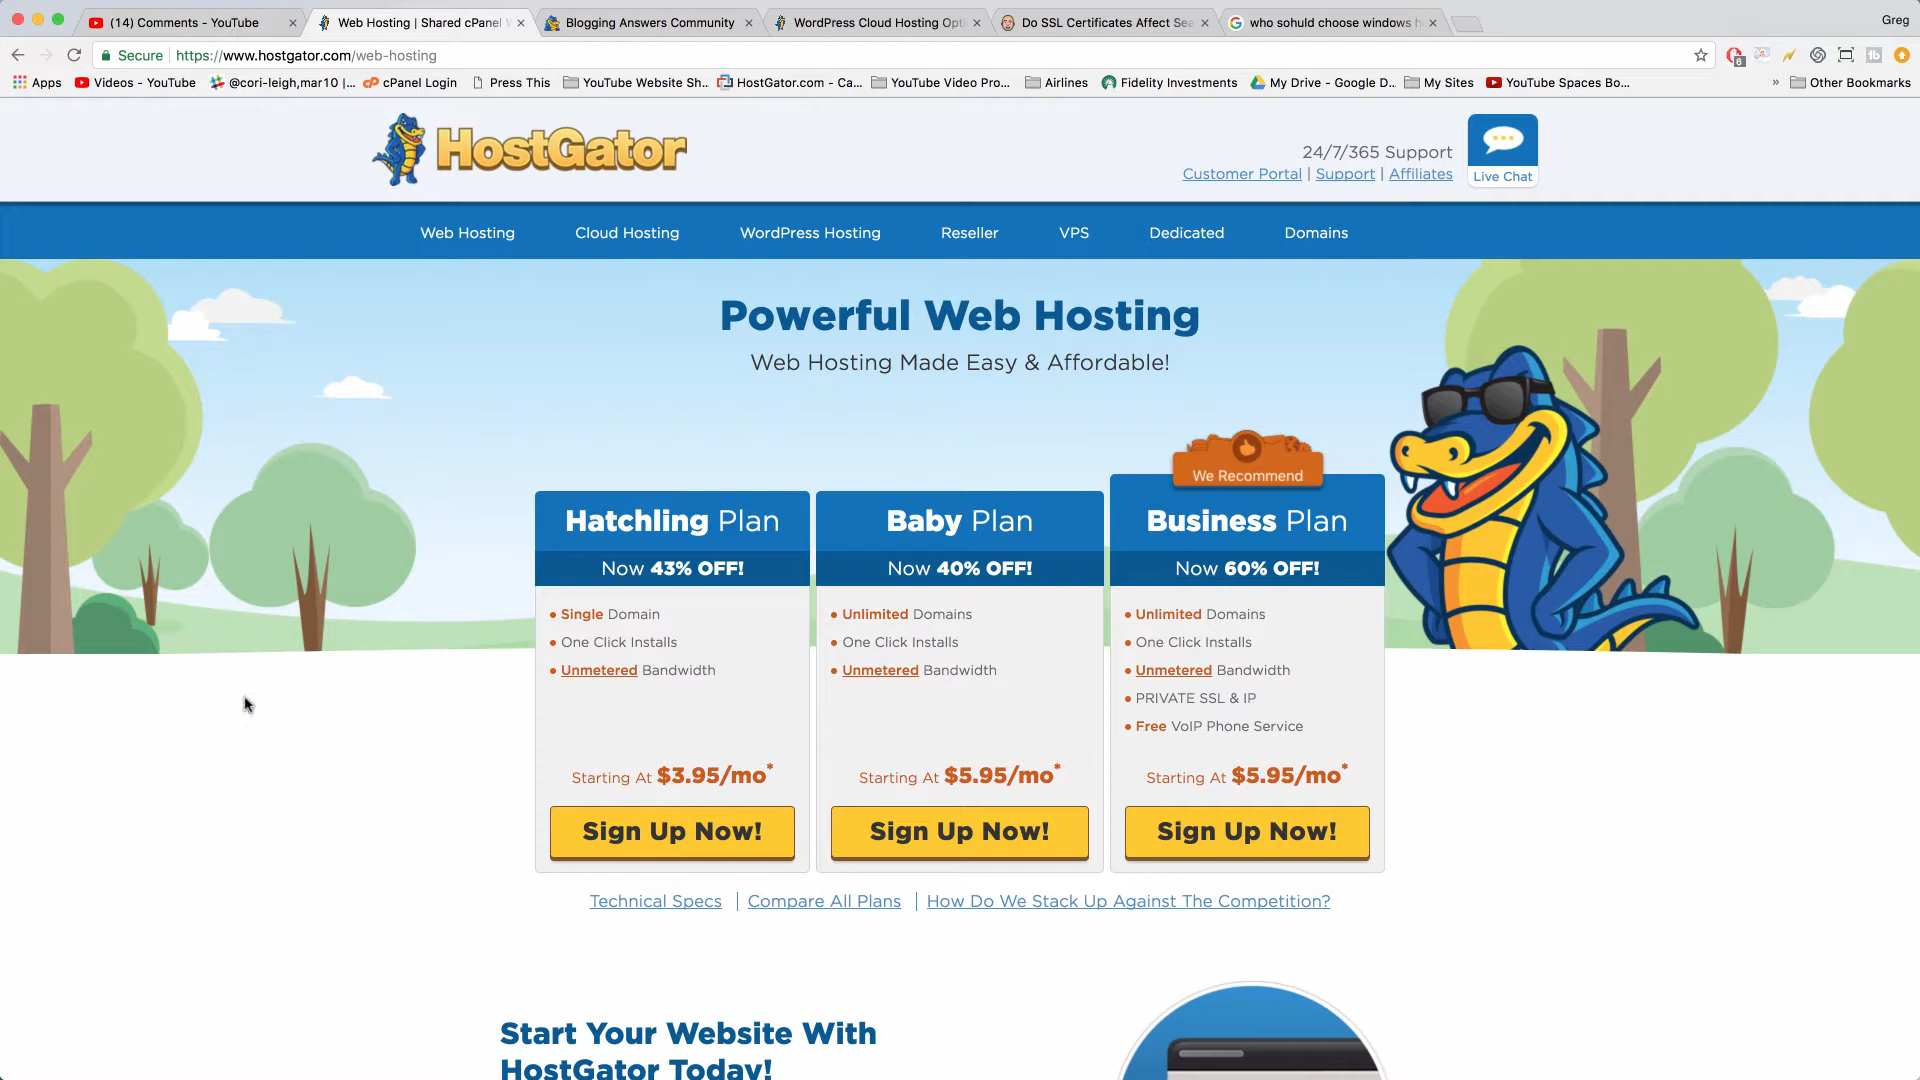 (14) Comments - YouTube
Web Hosting | Shared cPanel W
Blogging Answers Community
WordPress Cloud Hosting Opti
Do SSL Certificates Affect Sea
who sohuld choose windows h
Greg
Secure https://www.hostgator.com/web-hosting
6
Apps
Videos - YouTube
@cori-leigh,mar10 |...
cPanel Login
Press This
YouTube Website Sh...
HostGator.com - Ca...
YouTube Video Pro...
Airlines
Fidelity Investments
My Drive - Google D...
My Sites
YouTube Spaces Bo...
»
Other Bookmarks
HostGator
24/7/365 Support
Customer Portal | Support | Affiliates
Live Chat
Web Hosting
Cloud Hosting
WordPress Hosting
Reseller
VPS
Dedicated
Domains
Powerful Web Hosting
Web Hosting Made Easy & Affordable!
Hatchling Plan
Now 43% OFF!
• Single Domain
• One Click Installs
• Unmetered Bandwidth
Starting At $3.95/mo*
Sign Up Now!
Baby Plan
Now 40% OFF!
• Unlimited Domains
• One Click Installs
• Unmetered Bandwidth
Starting At $5.95/mo*
Sign Up Now!
We Recommend
Business Plan
Now 60% OFF!
• Unlimited Domains
• One Click Installs
• Unmetered Bandwidth
• PRIVATE SSL & IP
• Free VoIP Phone Service
Starting At $5.95/mo*
Sign Up Now!
Technical Specs | Compare All Plans | How Do We Stack Up Against The Competition?
Start Your Website With
HostGator Today!